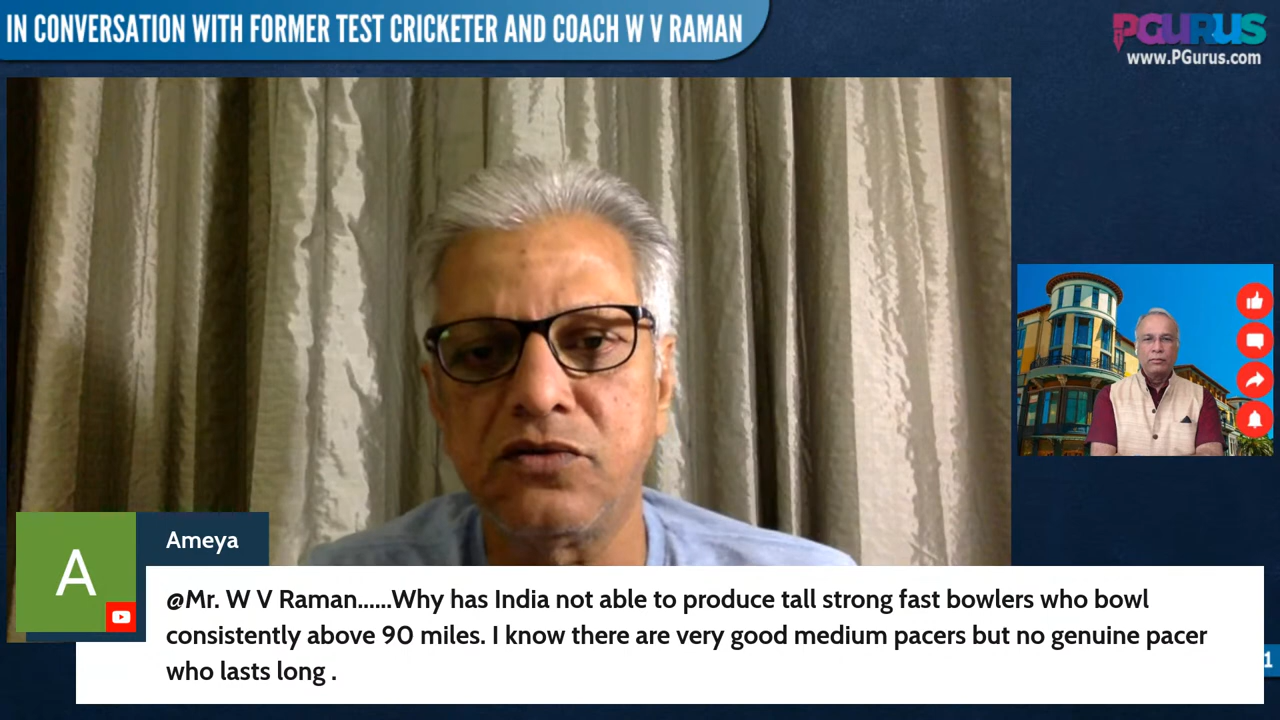 IN CONVERSATION WITH FORMER TEST CRICKETER AND COACH W V RAMAN
PGURUS
www.PGurus.com
A
Ameya
@Mr. W V Raman......Why has India not able to produce tall strong fast bowlers who bowl
consistently above 90 miles. I know there are very good medium pacers but no genuine pacer
who lasts long .
1